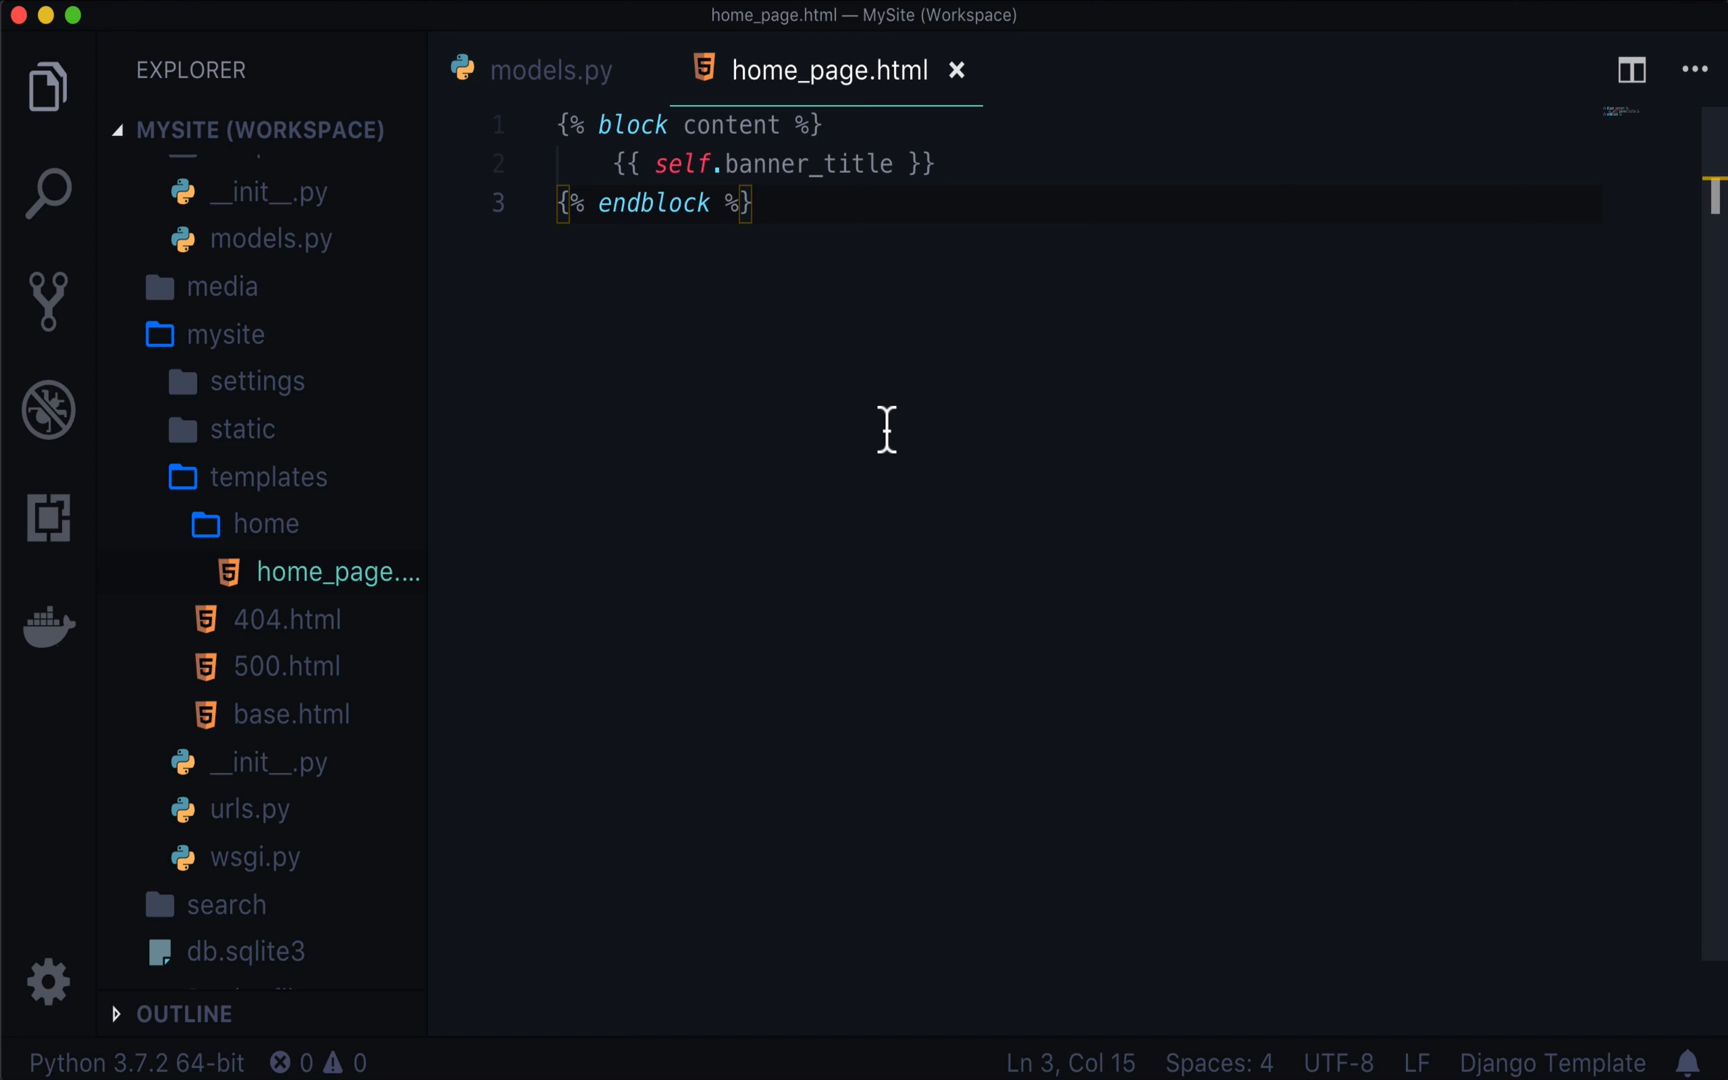 home_page.html — MySite (Workspace)
EXPLORER
MYSITE (WORKSPACE)
__init__.py
models.py
media
mysite
settings
static
templates
home
home_page....
404.html
500.html
base.html
__init__.py
urls.py
wsgi.py
search
db.sqlite3
OUTLINE
models.py
home_page.html
1 {% block content %}
2 {{ self.banner_title }}
3 {% endblock %}
Python 3.7.2 64-bit 0 0 Ln 3, Col 15 Spaces: 4 UTF-8 LF Django Template